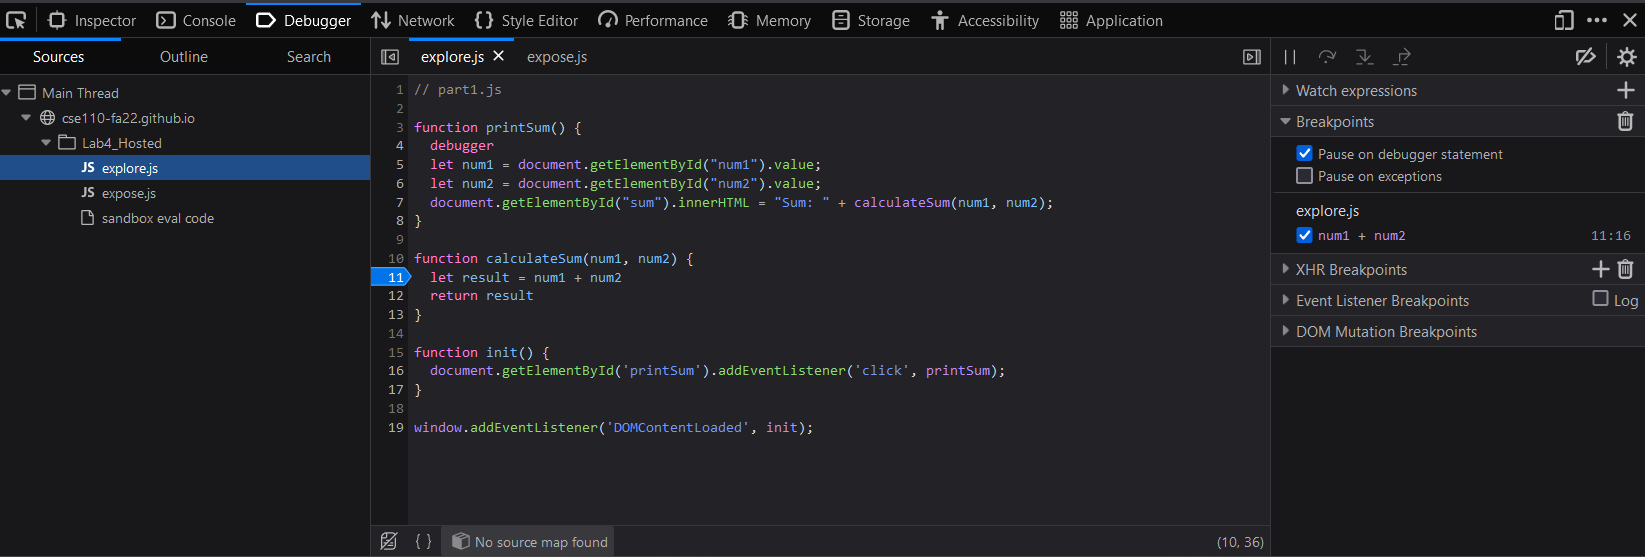 Inspector Console Debugger Network Style Editor Performance Memory Storage Accessibility Application
Sources Outline Search
Main Thread
cse110-fa22.github.io
Lab4_Hosted
JS explore.js
JS expose.js
sandbox eval code
explore.js expose.js
1 // part1.js
2
3 function printSum() {
4   debugger
5   let num1 = document.getElementById("num1").value;
6   let num2 = document.getElementById("num2").value;
7   document.getElementById("sum").innerHTML = "Sum: " + calculateSum(num1, num2);
8 }
9
10 function calculateSum(num1, num2) {
11   let result = num1 + num2
12   return result
13 }
14
15 function init() {
16   document.getElementById('printSum').addEventListener('click', printSum);
17 }
18
19 window.addEventListener('DOMContentLoaded', init);
{ } No source map found (10, 36)
Watch expressions
Breakpoints
Pause on debugger statement
Pause on exceptions
explore.js
num1 + num2 11:16
XHR Breakpoints
Event Listener Breakpoints Log
DOM Mutation Breakpoints